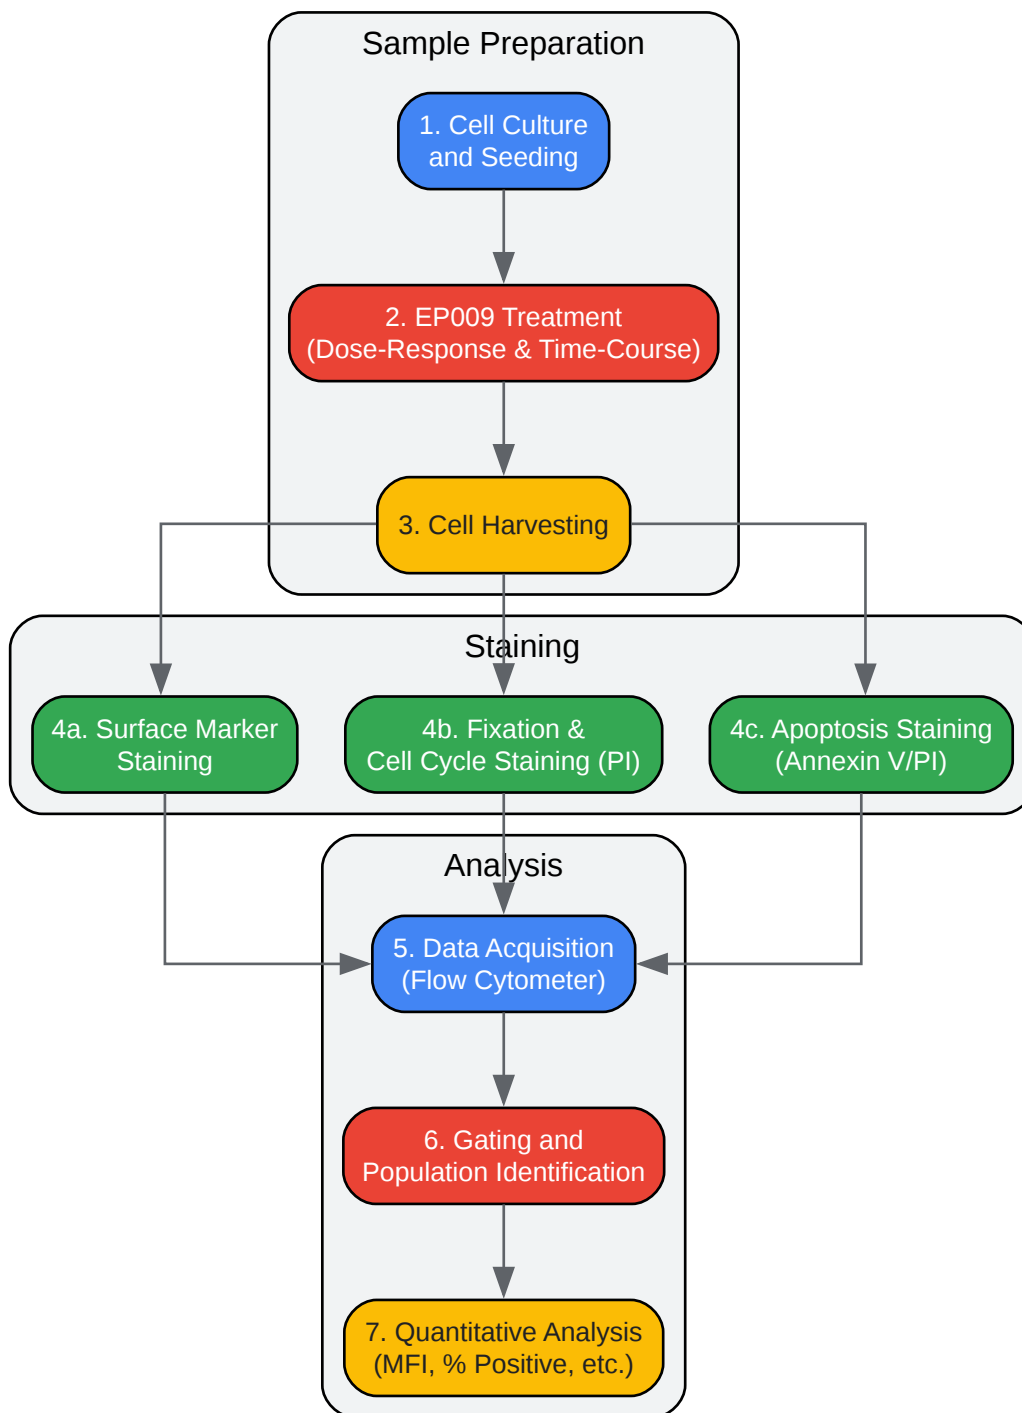 Sample Preparation
1. Cell Culture
and Seeding
2. EP009 Treatment
(Dose-Response & Time-Course)
3. Cell Harvesting
Staining
4a. Surface Marker
Staining
4b. Fixation &
Cell Cycle Staining (PI)
4c. Apoptosis Staining
(Annexin V/PI)
Analysis
5. Data Acquisition
(Flow Cytometer)
6. Gating and
Population Identification
7. Quantitative Analysis
(MFI, % Positive, etc.)